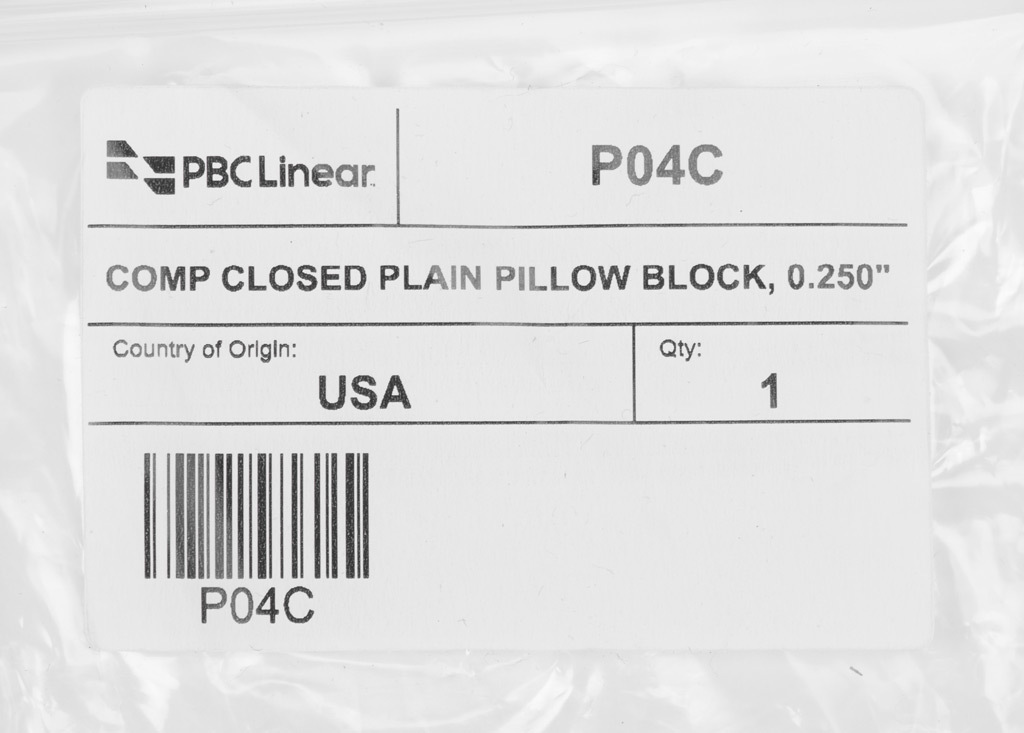 PBC Linear
P04C
COMP CLOSED PLAIN PILLOW BLOCK, 0.250"
Country of Origin:
USA
Qty:
1
P04C